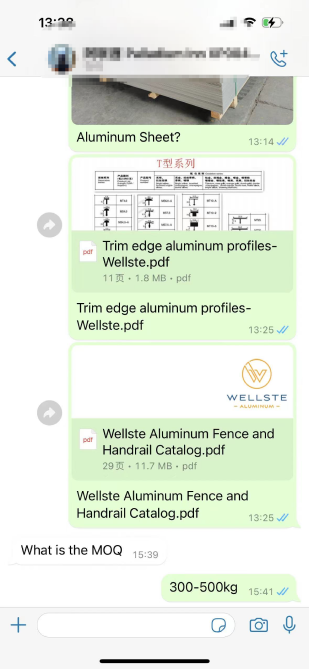 13:28
Aluminum Sheet?
13:14
T型系列
pdf
Trim edge aluminum profiles-
Wellste.pdf
11页 • 1.8 MB • pdf
Trim edge aluminum profiles-
Wellste.pdf
13:25
WELLSTE
ALUMINUM
pdf
Wellste Aluminum Fence and
Handrail Catalog.pdf
29页 • 11.7 MB • pdf
Wellste Aluminum Fence and
Handrail Catalog.pdf
13:25
What is the MOQ
15:39
300-500kg
15:41